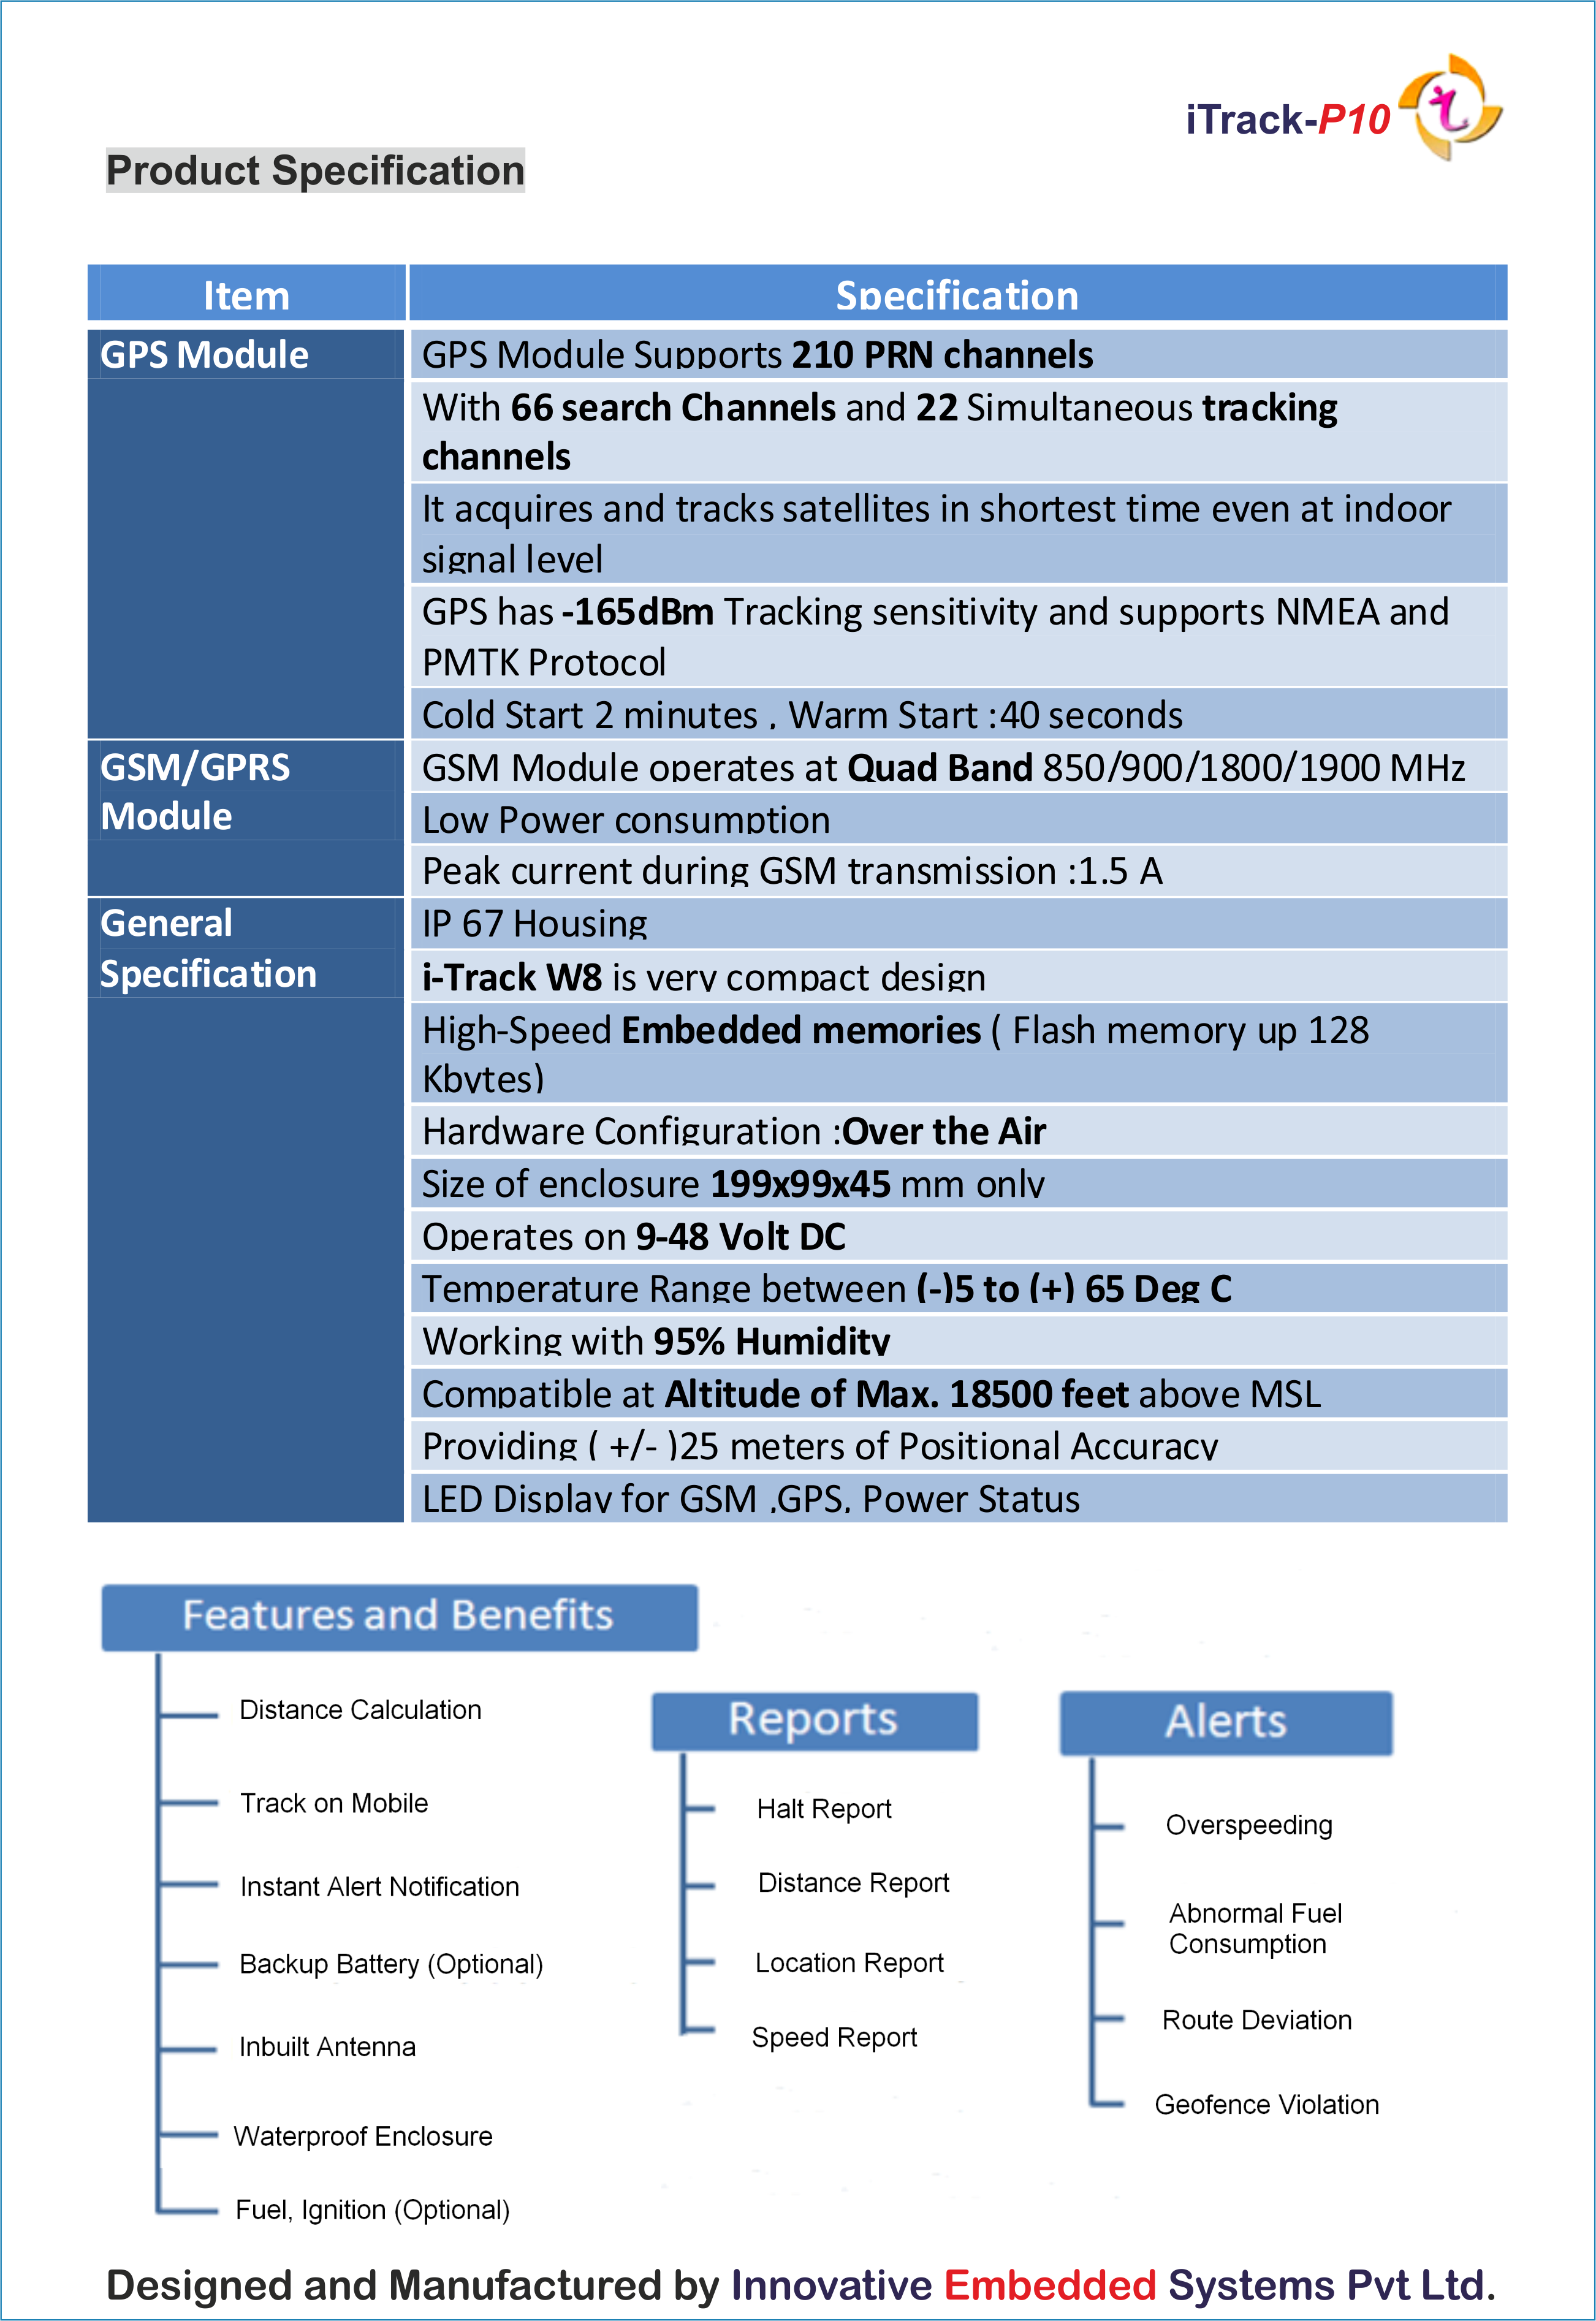 iTrack-P10
Product Specification
Item
Specification
GPS Module
GPS Module Supports 210 PRN channels
With 66 search Channels and 22 Simultaneous tracking
channels
It acquires and tracks satellites in shortest time even at indoor
signal level
GPS has -165dBm Tracking sensitivity and supports NMEA and
PMTK Protocol
Cold Start 2 minutes , Warm Start :40 seconds
GSM/GPRS
Module
GSM Module operates at Quad Band 850/900/1800/1900 MHz
Low Power consumption
Peak current during GSM transmission :1.5 A
General
Specification
IP 67 Housing
i-Track W8 is very compact design
High-Speed Embedded memories ( Flash memory up 128
Kbytes)
Hardware Configuration :Over the Air
Size of enclosure 199x99x45 mm only
Operates on 9-48 Volt DC
Temperature Range between (-)5 to (+) 65 Deg C
Working with 95% Humidity
Compatible at Altitude of Max. 18500 feet above MSL
Providing ( +/- )25 meters of Positional Accuracy
LED Display for GSM ,GPS, Power Status
Features and Benefits
Distance Calculation
Track on Mobile
Instant Alert Notification
Backup Battery (Optional)
Inbuilt Antenna
Waterproof Enclosure
Fuel, Ignition (Optional)
Reports
Halt Report
Distance Report
Location Report
Speed Report
Alerts
Overspeeding
Abnormal Fuel
Consumption
Route Deviation
Geofence Violation
Designed and Manufactured by Innovative Embedded Systems Pvt Ltd.